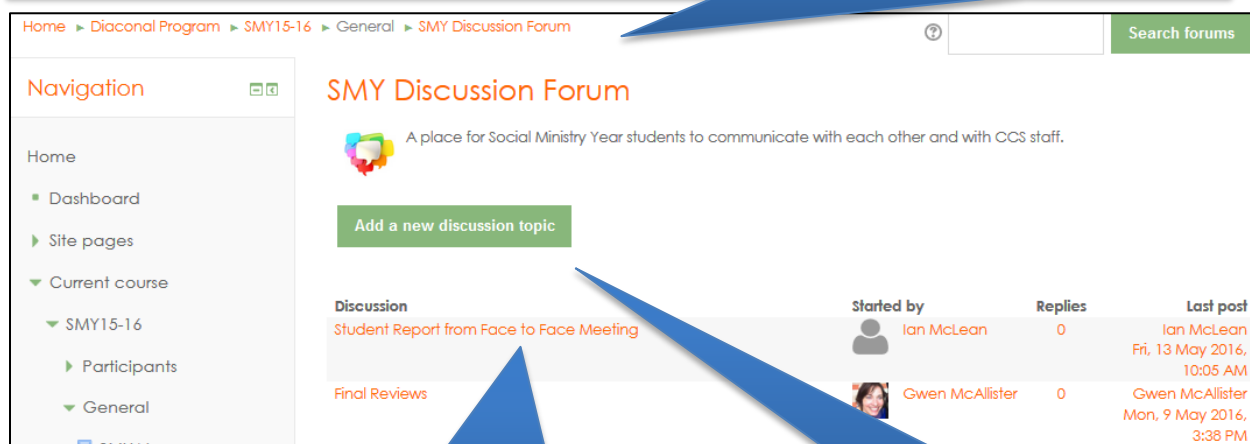 Home ► Diaconal Program ► SMY15-16 ► General ► SMY Discussion Forum
Search forums
Navigation
Home
Dashboard
Site pages
Current course
SMY15-16
Participants
General
SMY Discussion Forum
A place for Social Ministry Year students to communicate with each other and with CCS staff.
Add a new discussion topic
Discussion Started by Replies Last post
Student Report from Face to Face Meeting Ian McLean 0 Ian McLean
Fri, 13 May 2016,
10:05 AM
Final Reviews Gwen McAllister 0 Gwen McAllister
Mon, 9 May 2016,
3:38 PM